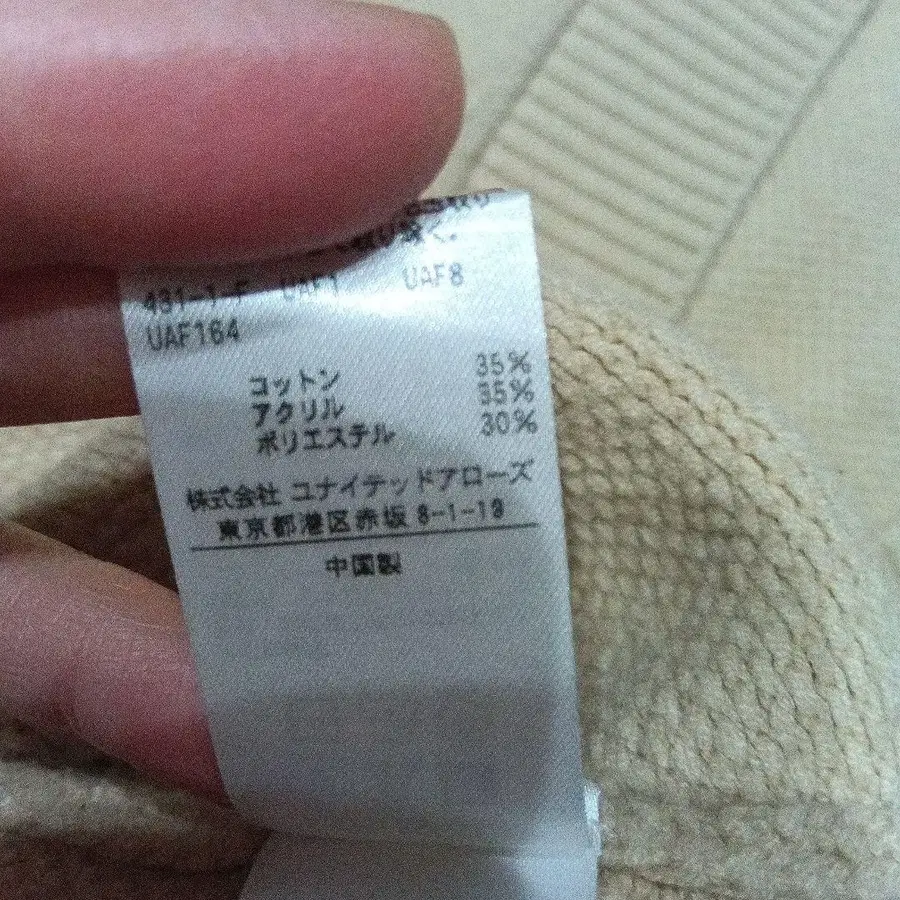 431-1-F UAF1 UAF8
UAF164
コットン 35%
アクリル 35%
ポリエステル 30%
株式会社 ユナイテッドアローズ
東京都港区赤坂 8-1-19
中国製